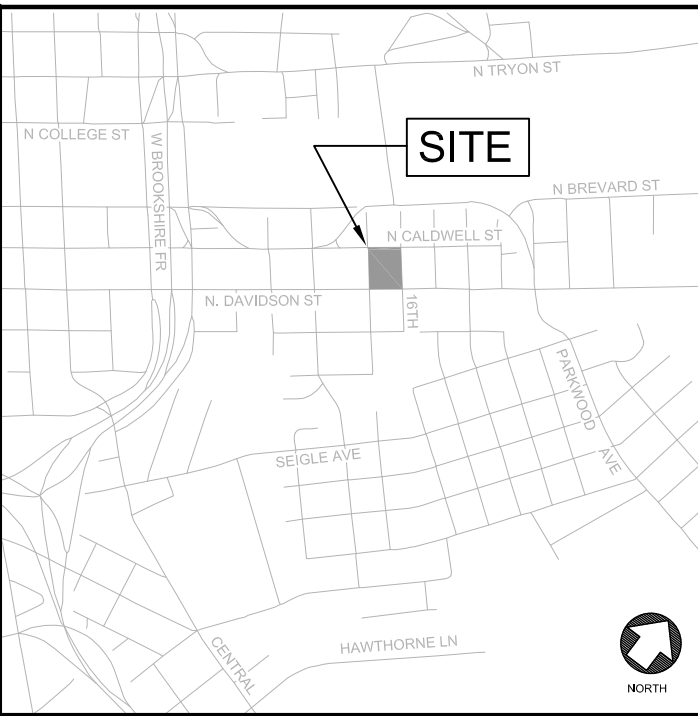 N TRYON ST
N COLLEGE ST
SITE
W BROOKSHIRE FR
N BREVARD ST
N CALDWELL ST
N. DAVIDSON ST
16TH
PARKWOOD AVE
SEIGLE AVE
HAWTHORNE LN
CENTRAL
NORTH